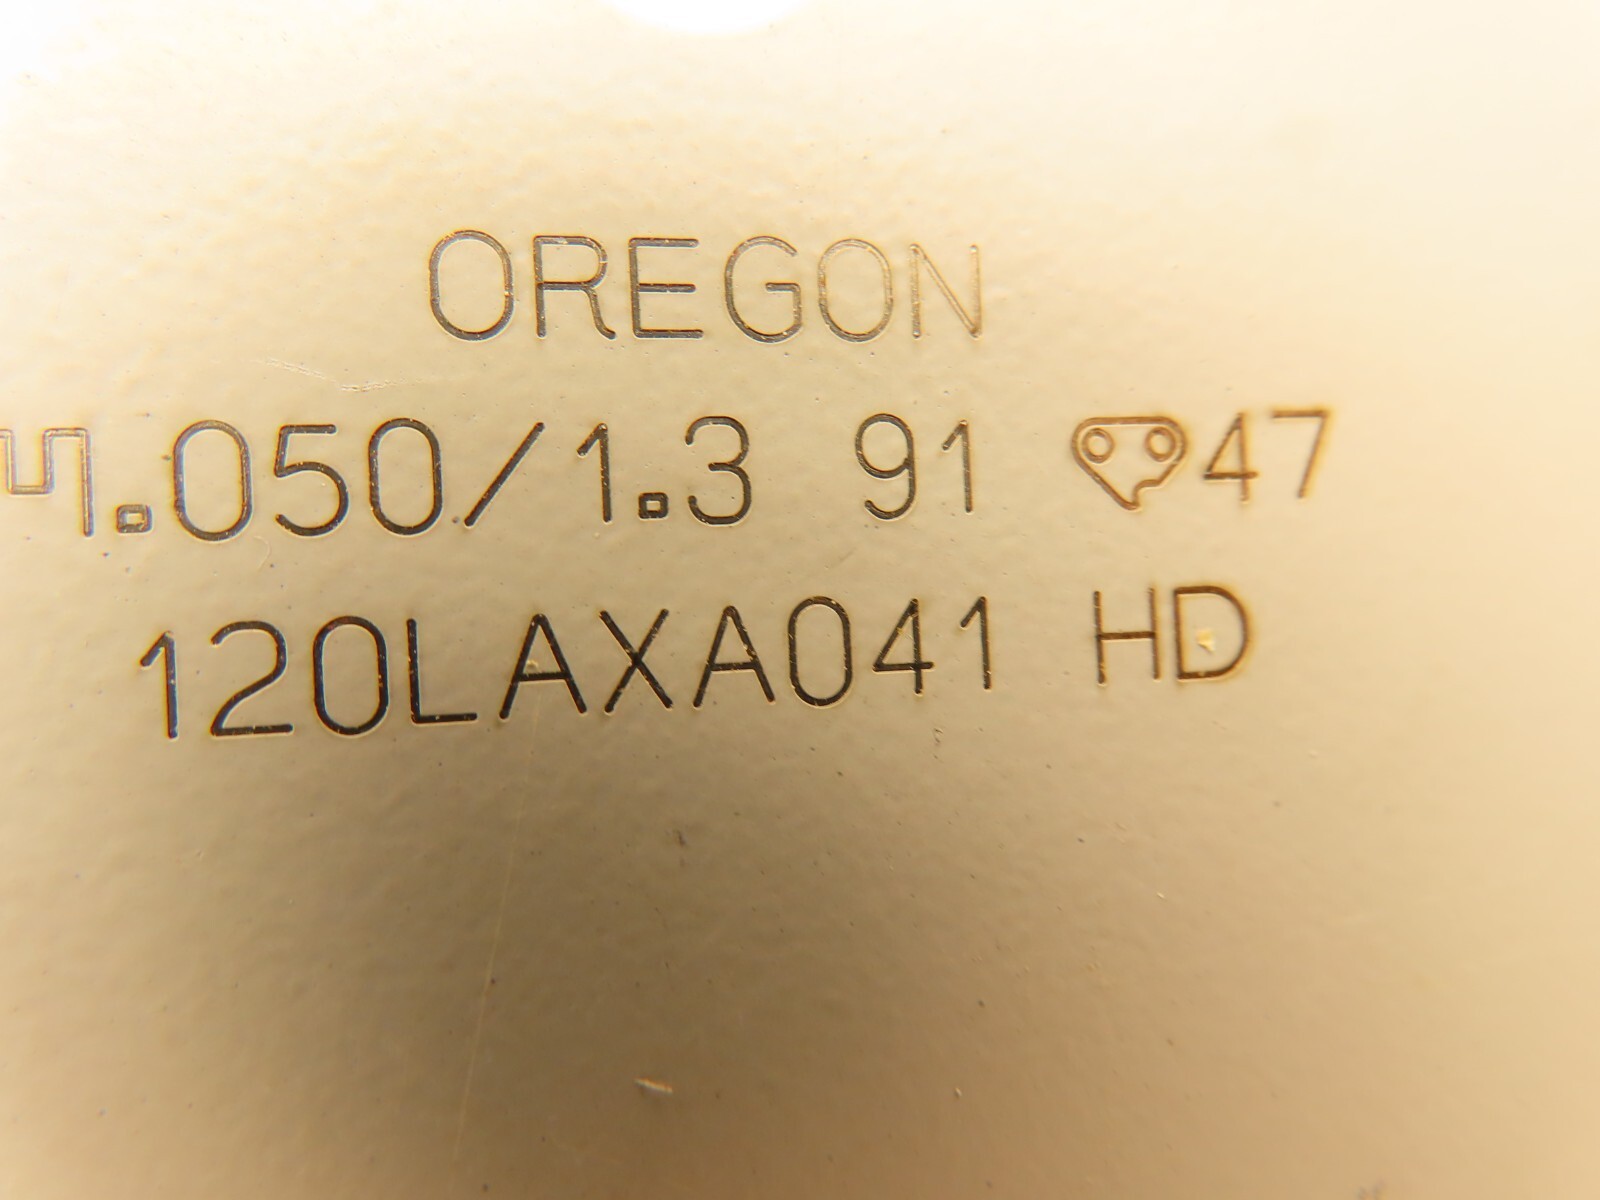 OREGON
.050/1.3 91 47
120LAXA041 HD